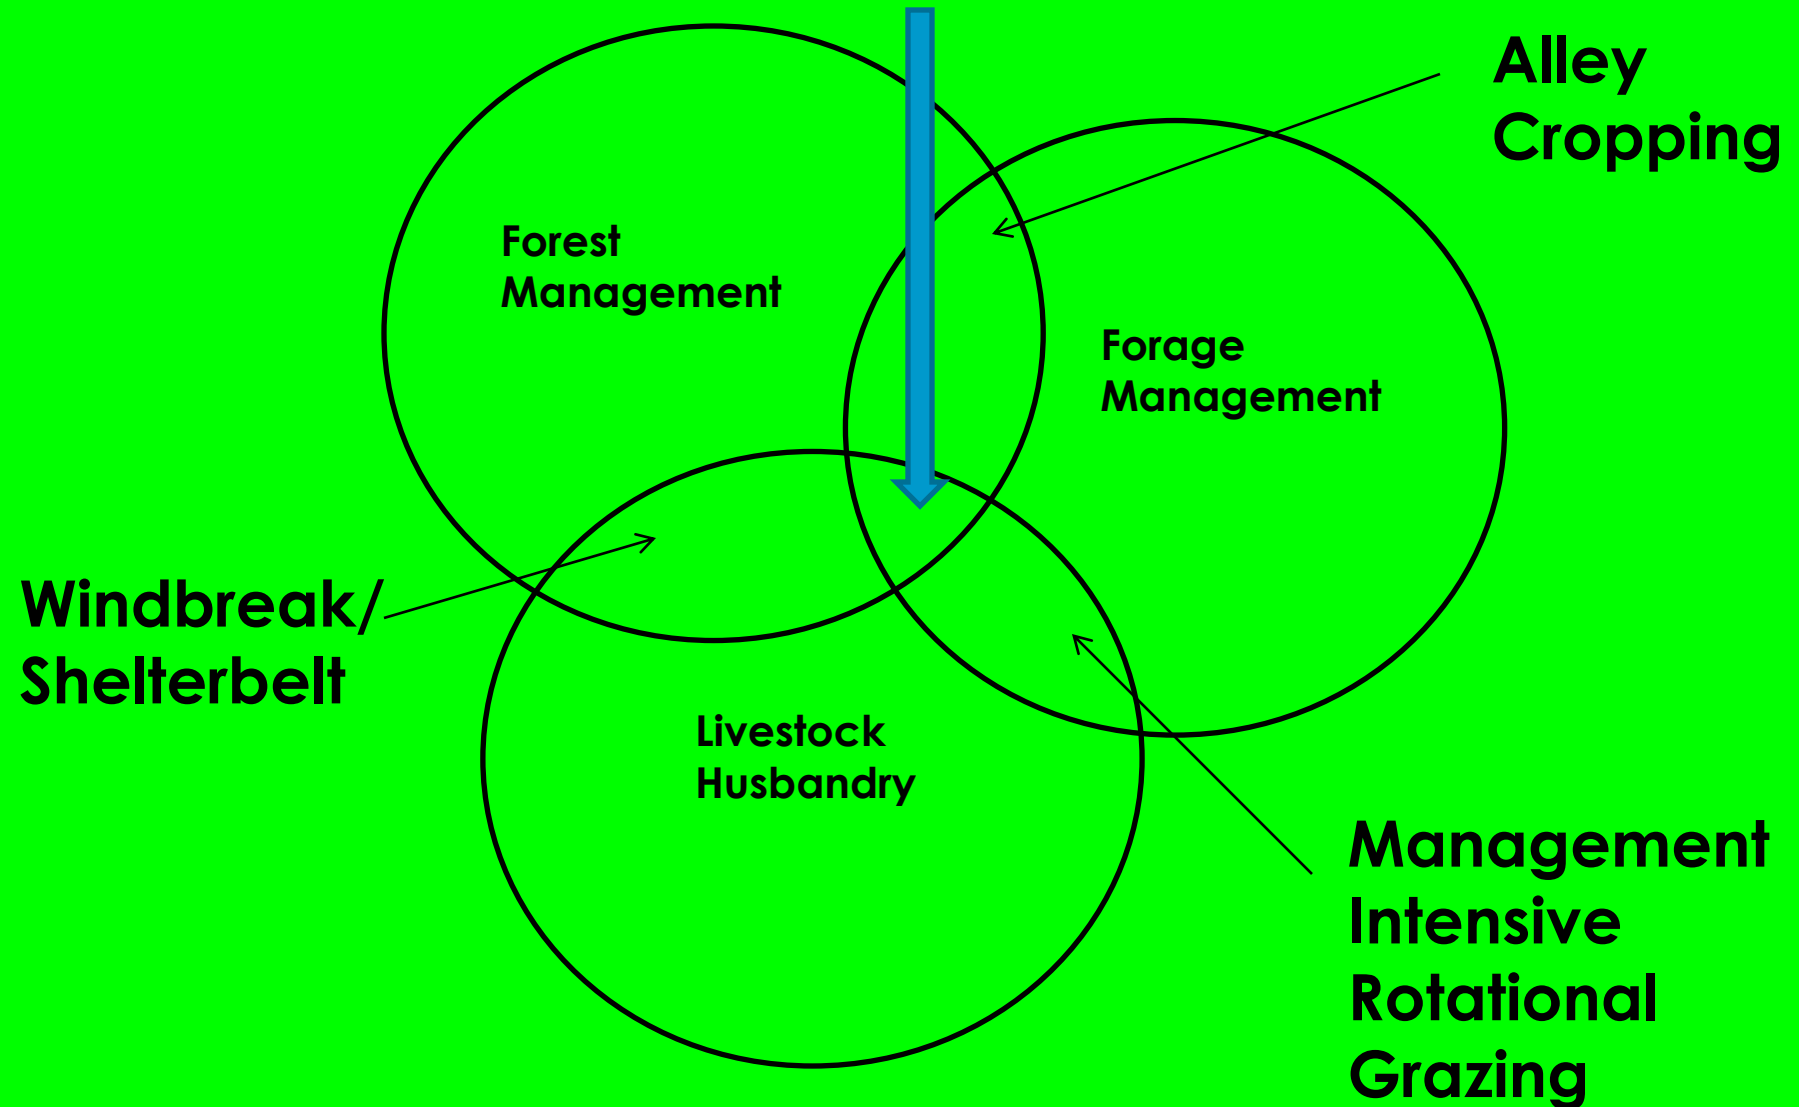 Alley
Cropping
Forest
Management
Forage
Management
Windbreak/
Shelterbelt
Livestock
Husbandry
Management
Intensive
Rotational
Grazing